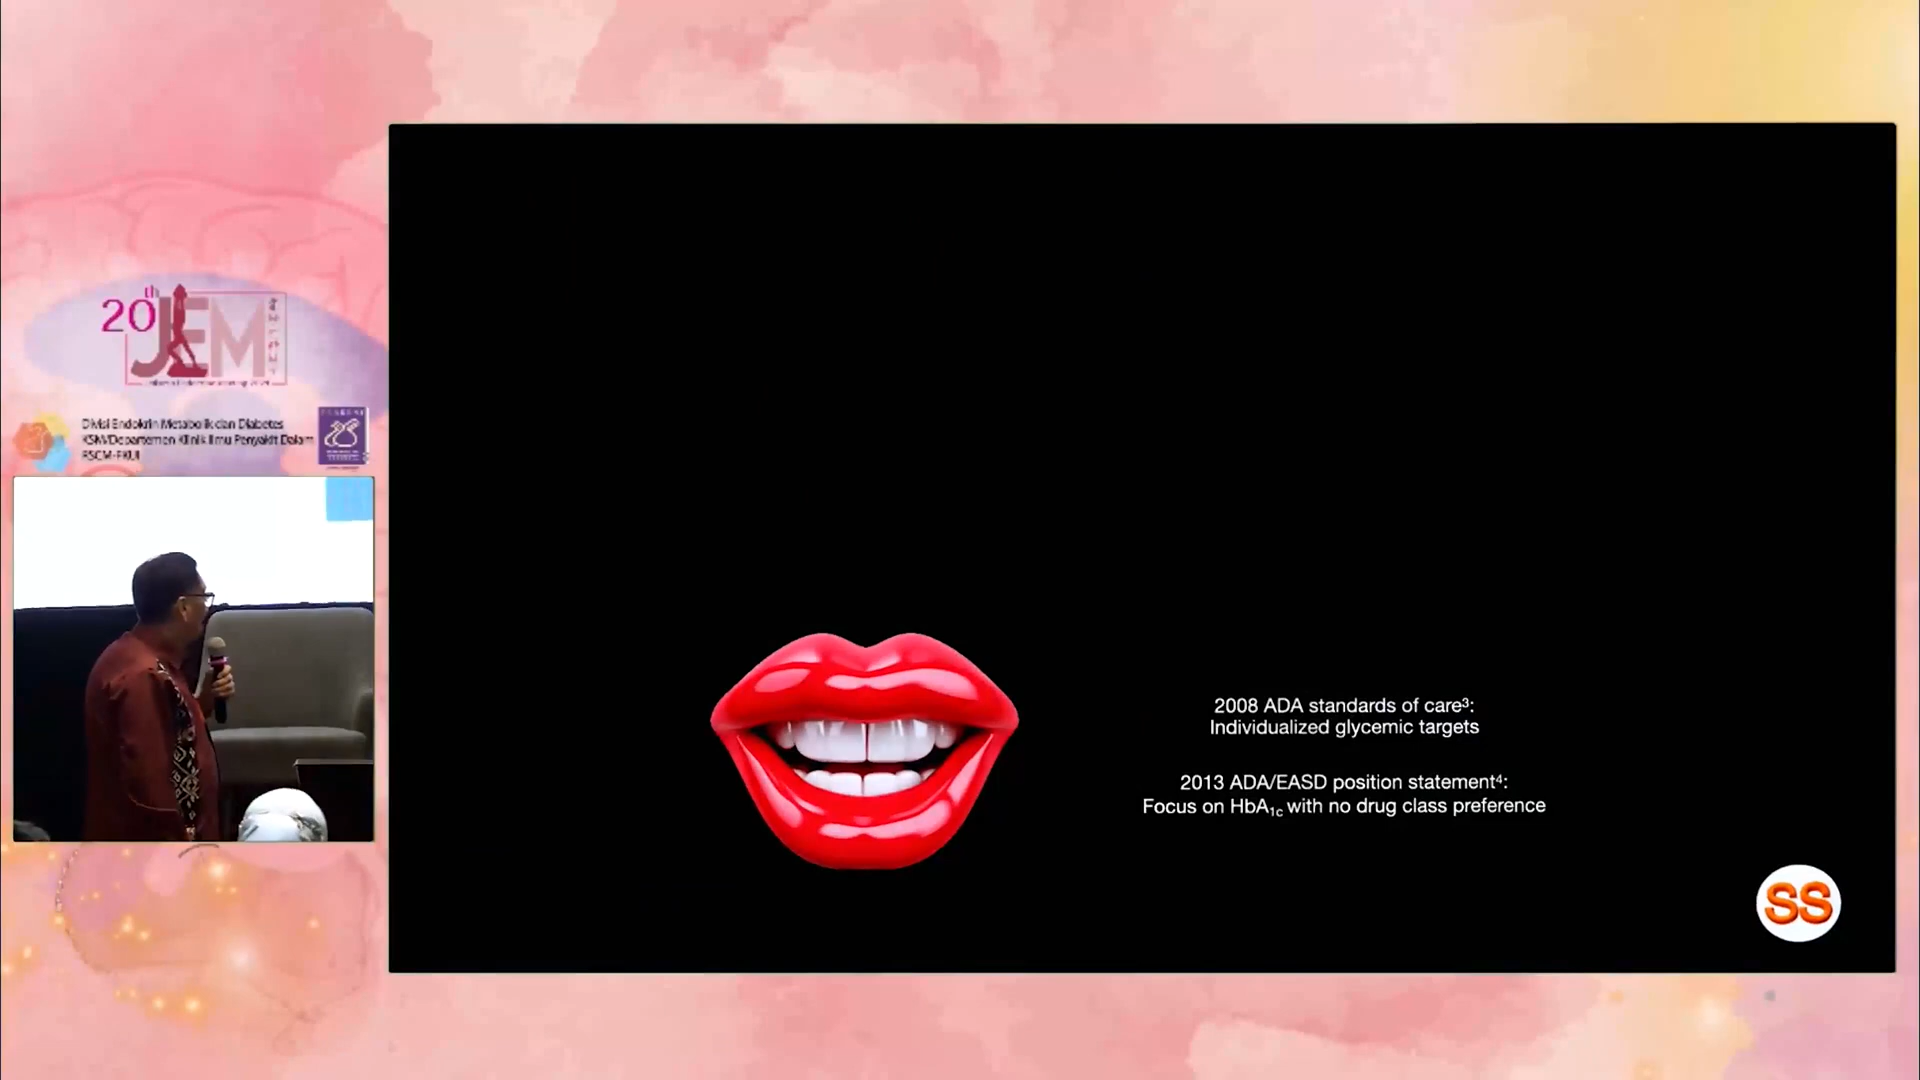 20th
JEM
Divisi Endokrin Metabolik dan Diabetes
KSM/Departemen Klinik Ilmu Penyakit Dalam
RSCM-FKUI
2008 ADA standards of care³:
Individualized glycemic targets
2013 ADA/EASD position statement⁴:
Focus on HbA1c with no drug class preference
SS